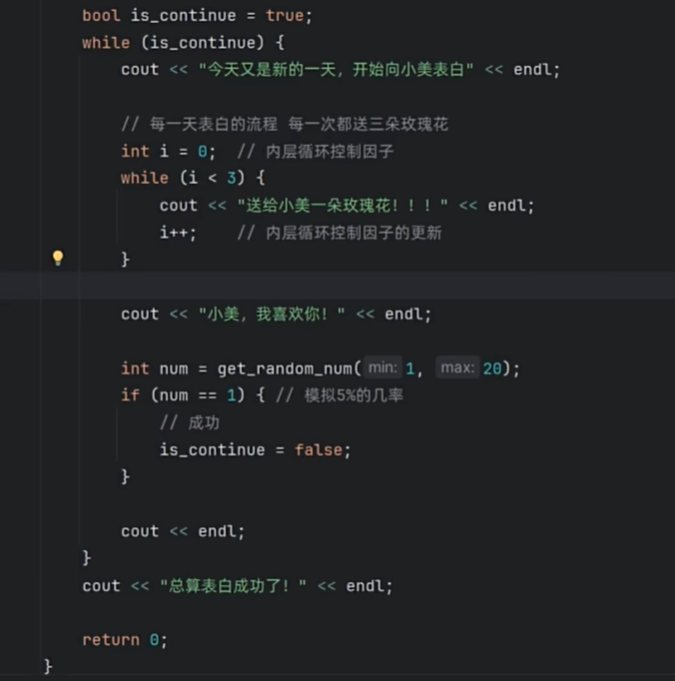 bool is_continue = true;
while (is_continue) {
cout << "今天又是新的一天，开始向小美表白" << endl;
// 每一天表白的流程 每一次都送三朵玫瑰花
int i = 0;  // 内层循环控制因子
while (i < 3) {
cout << "送给小美一朵玫瑰花！！！" << endl;
i++;    // 内层循环控制因子的更新
}
cout << "小美，我喜欢你！" << endl;
int num = get_random_num( min: 1, max: 20);
if (num == 1) { // 模拟5%的几率
// 成功
is_continue = false;
}
cout << endl;
}
cout << "总算表白成功了！" << endl;
return 0;
}